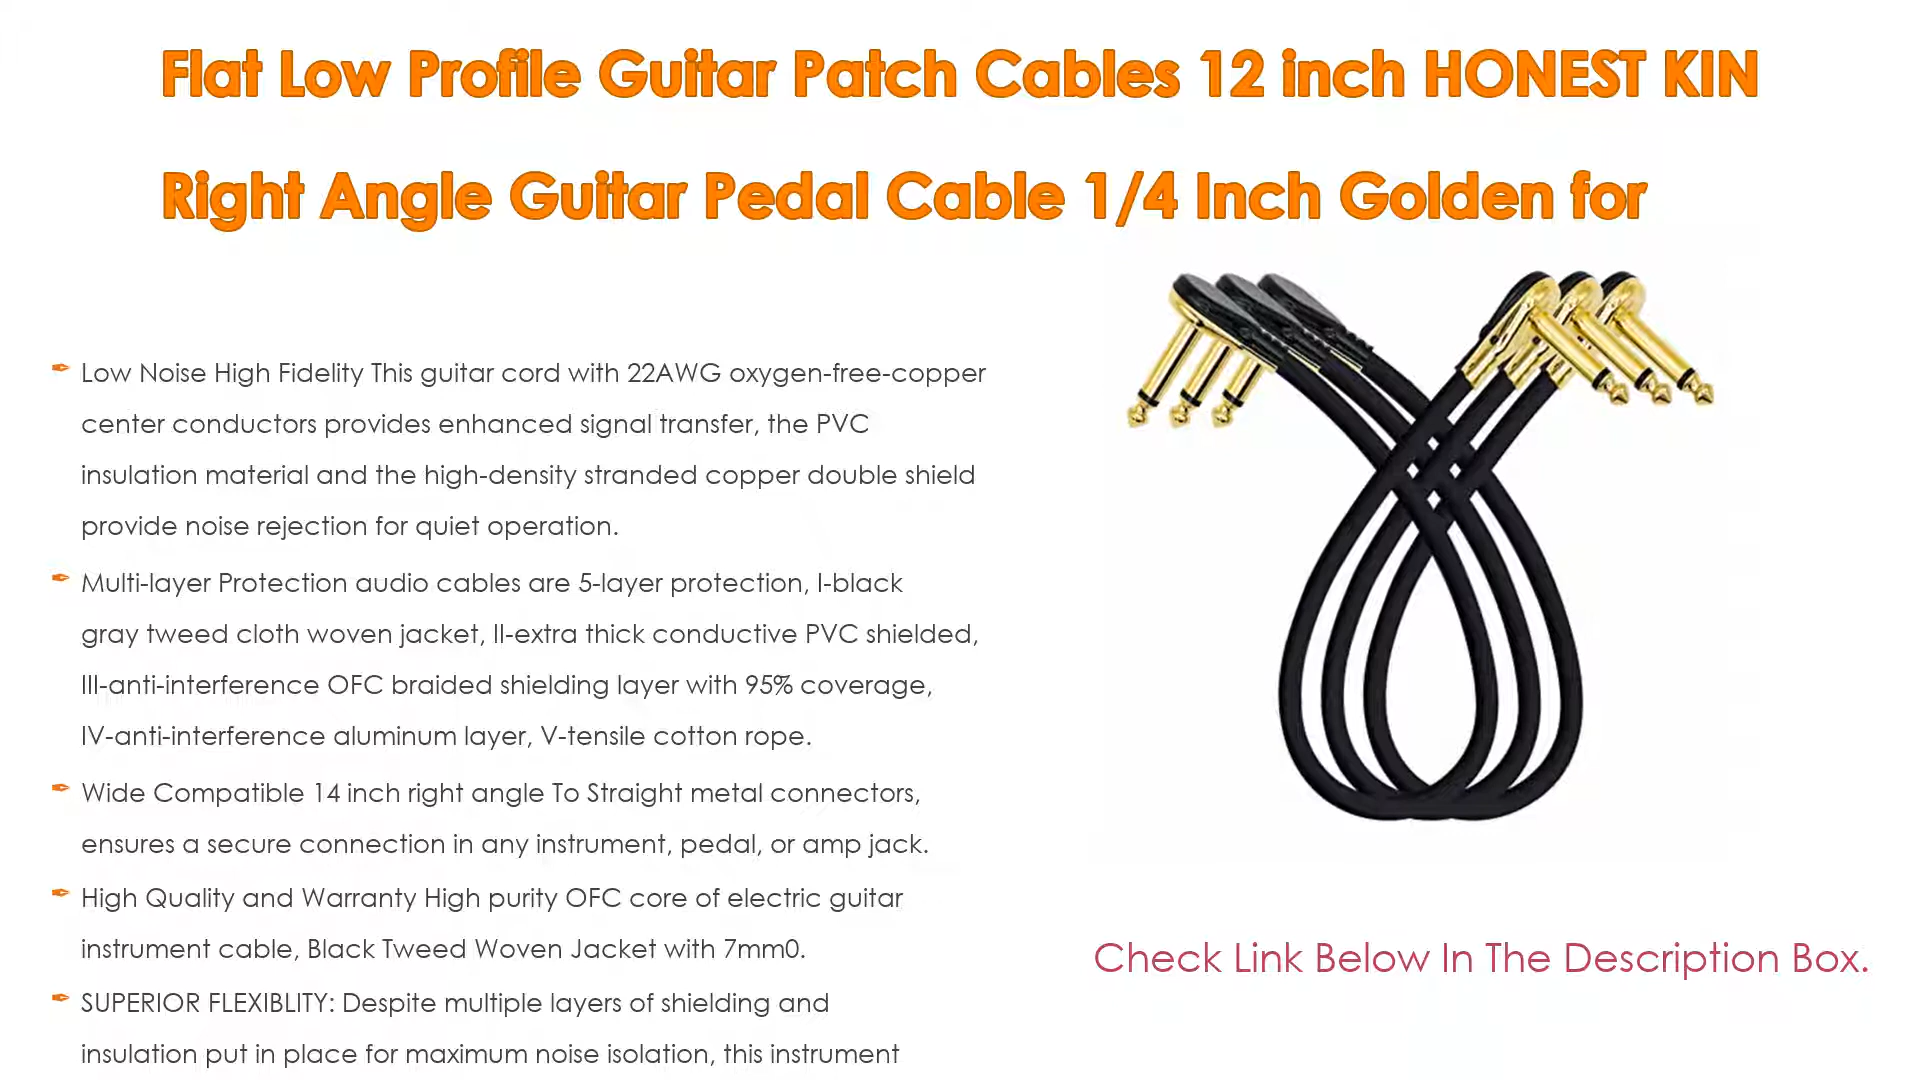 Flat Low Profile Guitar Patch Cables 12 inch HONEST KIN
Right Angle Guitar Pedal Cable 1/4 Inch Golden for
Low Noise High Fidelity This guitar cord with 22AWG oxygen-free-copper
center conductors provides enhanced signal transfer, the PVC
insulation material and the high-density stranded copper double shield
provide noise rejection for quiet operation.
Multi-layer Protection audio cables are 5-layer protection, I-black
gray tweed cloth woven jacket, II-extra thick conductive PVC shielded,
III-anti-interference OFC braided shielding layer with 95% coverage,
IV-anti-interference aluminum layer, V-tensile cotton rope.
Wide Compatible 14 inch right angle To Straight metal connectors,
ensures a secure connection in any instrument, pedal, or amp jack.
High Quality and Warranty High purity OFC core of electric guitar
instrument cable, Black Tweed Woven Jacket with 7mm0.
SUPERIOR FLEXIBLITY: Despite multiple layers of shielding and
insulation put in place for maximum noise isolation, this instrument
Check Link Below In The Description Box.